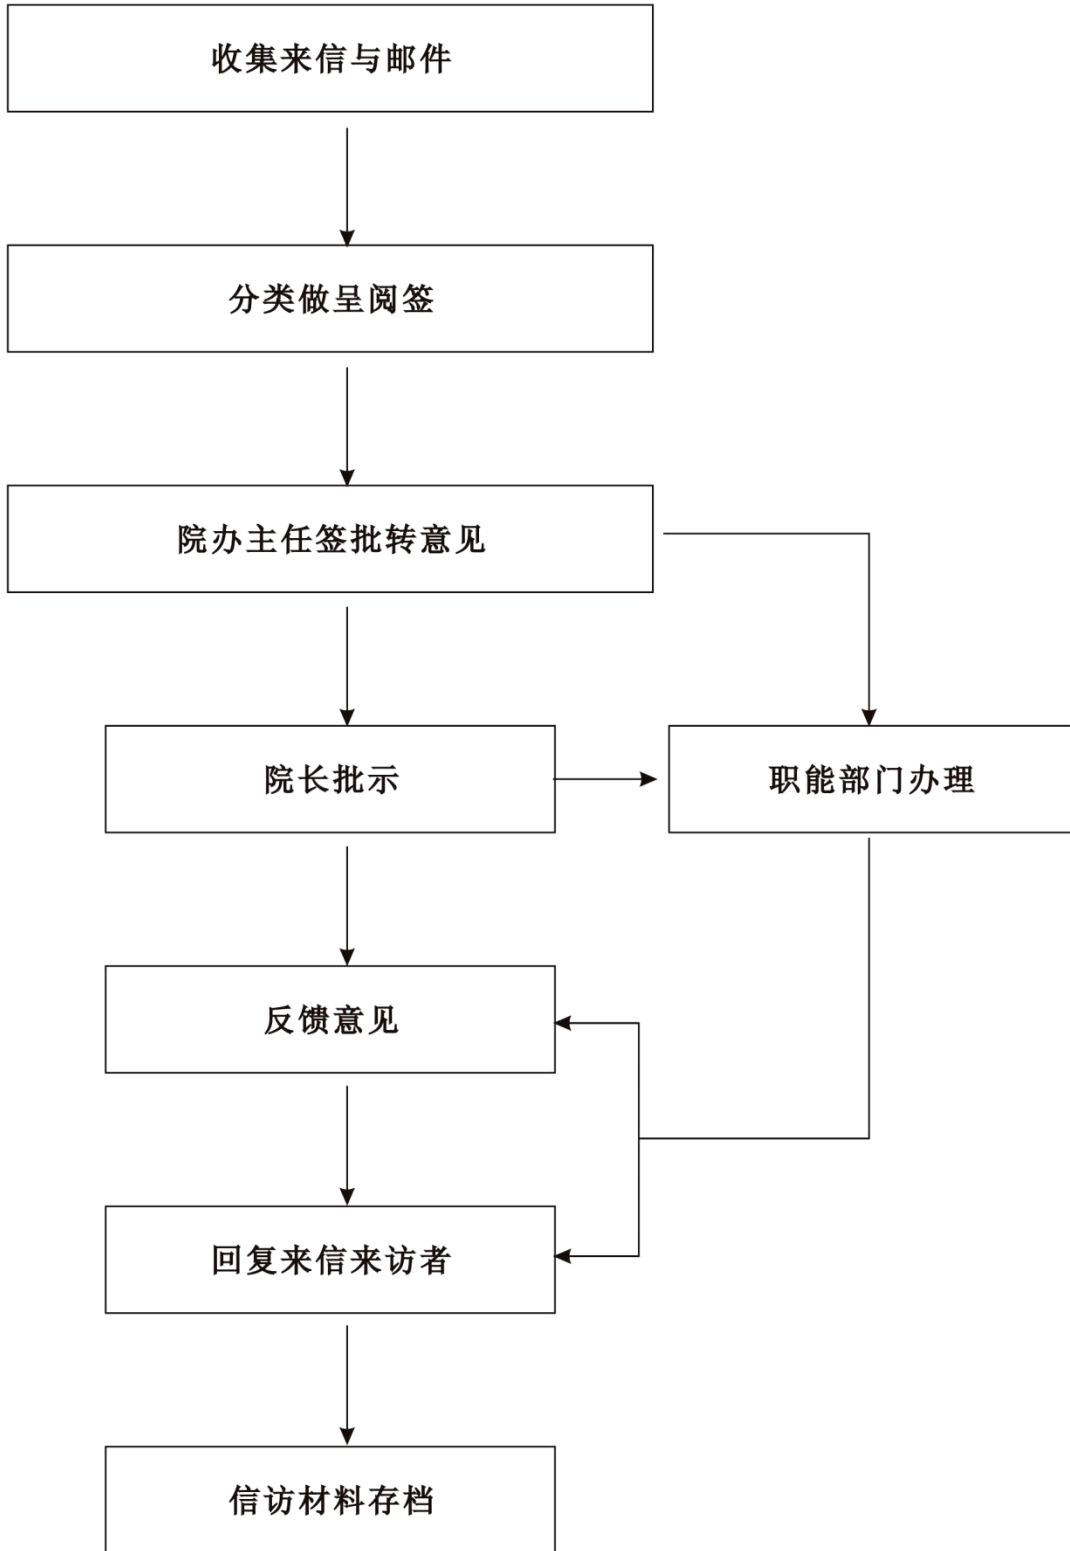 收集来信与邮件
分类做呈阅签
院办主任签批转意见
院长批示
职能部门办理
反馈意见
回复来信来访者
信访材料存档